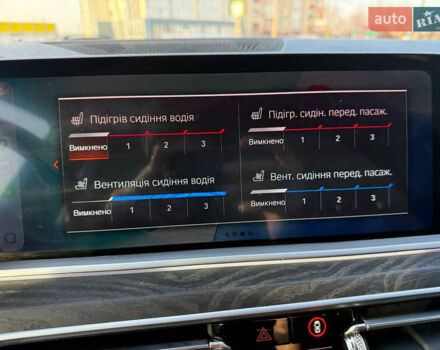 AUTO
RIA
Підігрів сидіння водія
Вимкнено 1 2 3
Підігр. сидін. перед. пасаж.
Вимкнено 1 2 3
Вентиляція сидіння водія
Вимкнено 1 2 3
Вент. сидіння перед. пасаж.
Вимкнено 1 2 3